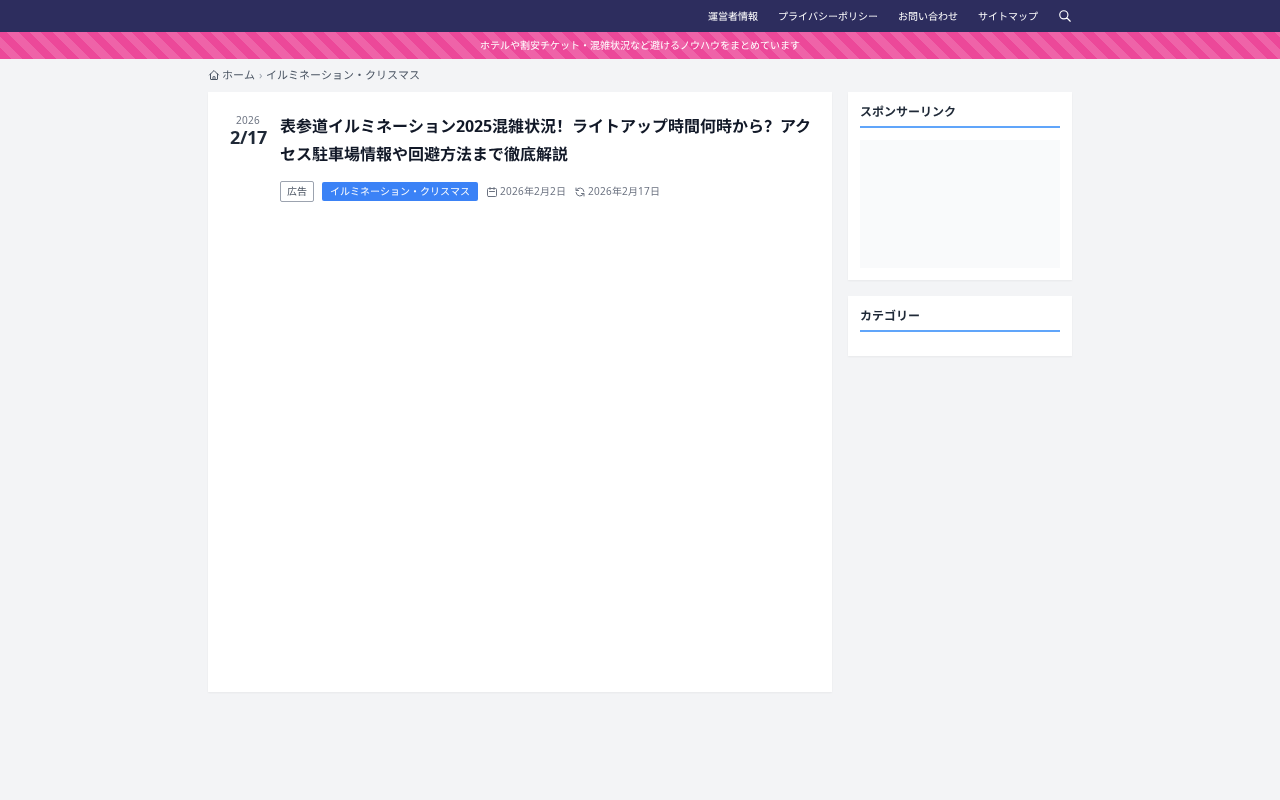 運営者情報 プライバシーポリシー お問い合わせ サイトマップ
ホテルや割安チケット・混雑状況など避けるノウハウをまとめています
ホーム › イルミネーション・クリスマス
2026
2/17
表参道イルミネーション2025混雑状況！ライトアップ時間何時から？アク
セス駐車場情報や回避方法まで徹底解説
広告 イルミネーション・クリスマス 2026年2月2日 2026年2月17日
スポンサーリンク
カテゴリー